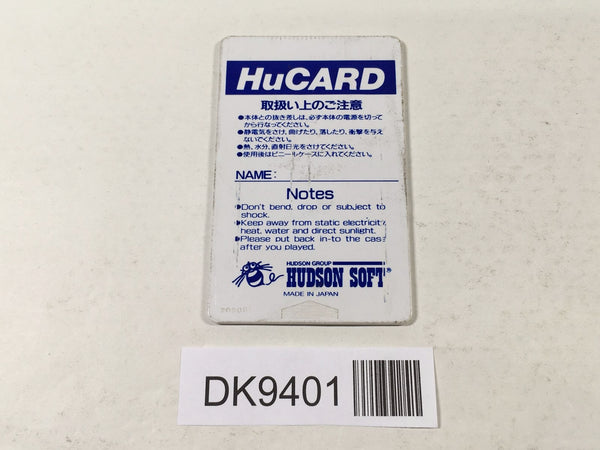 HuCARD
取扱い上のご注意
●本体との抜き差しは、必ず本体の電源を切って
から行なってください。
●静電気をさけ、曲げたり、落したり、衝撃を与え
ないでください。
●熱、水分、直射日光をさけてください。
●使用後はビニールケースに入れてください。
NAME:
Notes
Don't bend, drop or subject to
shock.
Keep away from static electricity,
heat, water and direct sunlight.
Please put back in-to the case
after you played.
HUDSON GROUP
HUDSON SOFT®
MADE IN JAPAN
DK9401